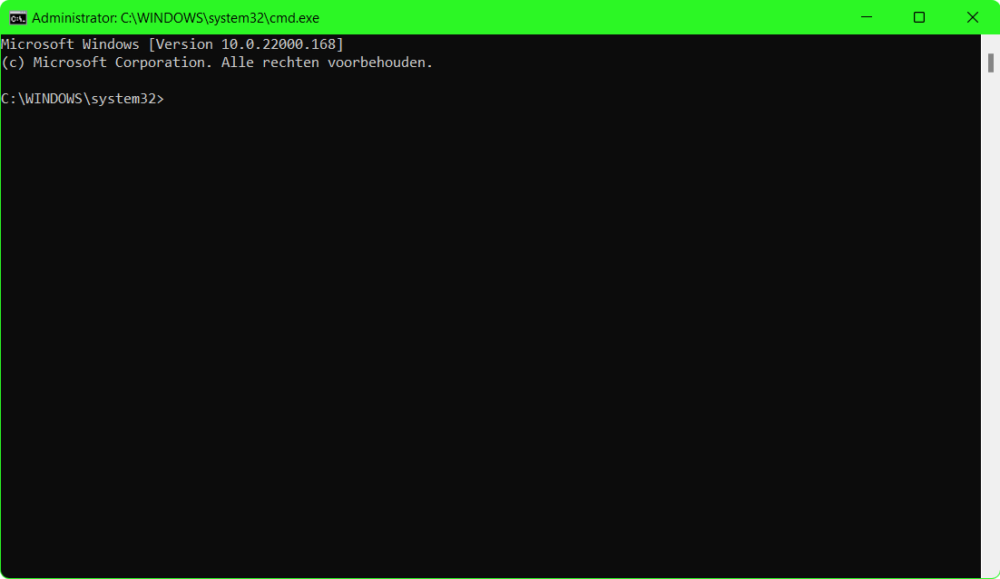 Administrator: C:\WINDOWS\system32\cmd.exe
Microsoft Windows [Version 10.0.22000.168]
(c) Microsoft Corporation. Alle rechten voorbehouden.
C:\WINDOWS\system32>